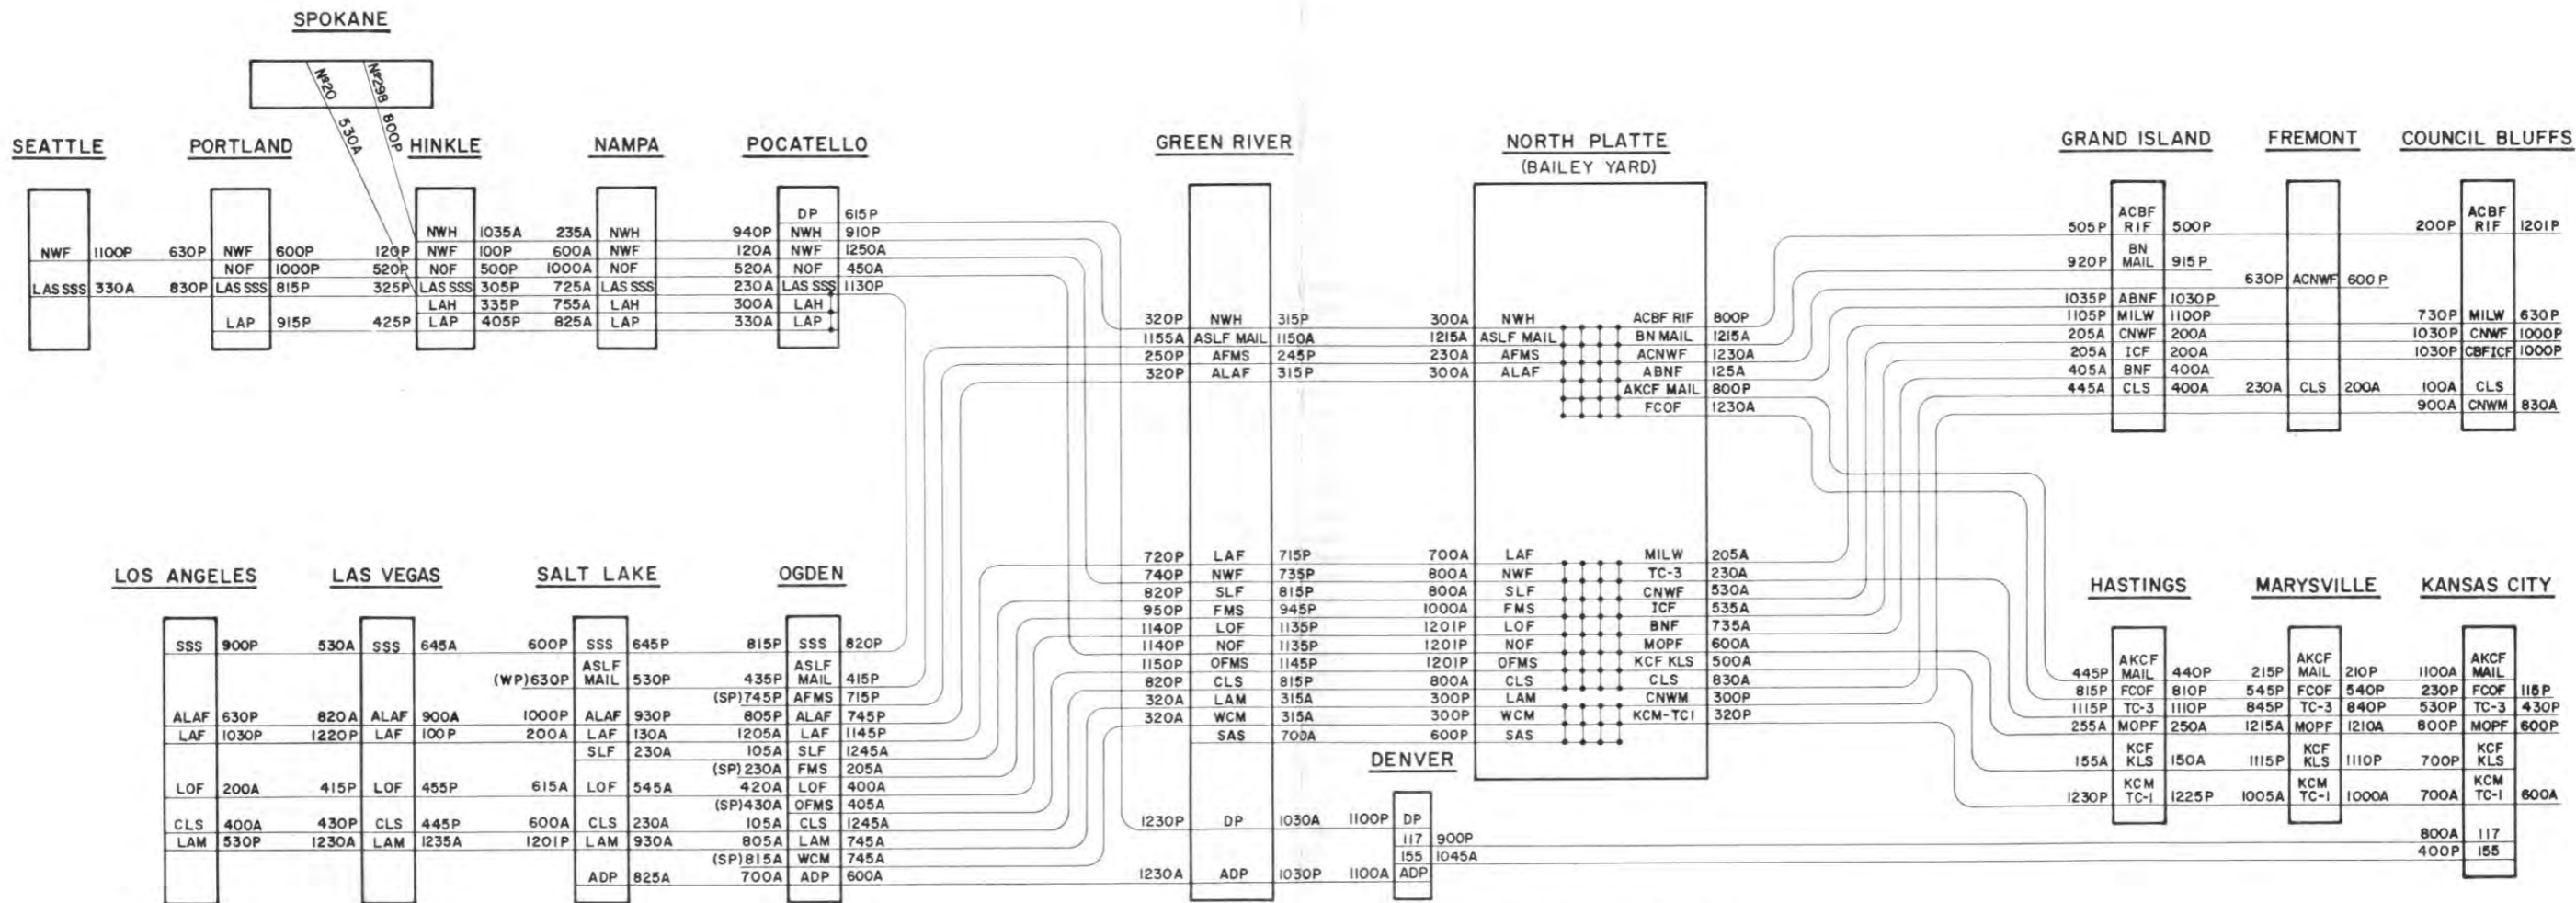 SPOKANE
Nº20 530A
Nº298 800P
SEATTLE
NWF 1100P
LAS SSS 330A
PORTLAND
630P NWF 600P
NOF 1000P
830P LAS SSS 815P
LAP 915P
HINKLE
NWH 1035A
120P NWF 100P
520P NOF 500P
325P LAS SSS 305P
LAH 335P
425P LAP 405P
NAMPA
235A NWH
600A NWF
1000A NOF
725A LAS SSS
755A LAH
825A LAP
POCATELLO
DP 615P
940P NWH 910P
120A NWF 1250A
520A NOF 450A
230A LAS SSS 1130P
300A LAH
330A LAP
GREEN RIVER
320P NWH 315P
1155A ASLF MAIL 1150A
250P AFMS 245P
320P ALAF 315P
720P LAF 715P
740P NWF 735P
820P SLF 815P
950P FMS 945P
1140P LOF 1135P
1140P NOF 1135P
1150P OFMS 1145P
820P CLS 815P
320A LAM 315A
320A WCM 315A
SAS 700A
1230P DP 1030A
1230A ADP 1030P
NORTH PLATTE
(BAILEY YARD)
300A NWH ACBF RIF 800P
1215A ASLF MAIL BN MAIL 1215A
230A AFMS ACNWF 1230A
300A ALAF ABNF 125A
AKCF MAIL 800P
FCOF 1230A
700A LAF MILW 205A
800A NWF TC-3 230A
800A SLF CNWF 530A
1000A FMS ICF 535A
1201P LOF BNF 735A
1201P NOF MOPF 600A
1201P OFMS KCF KLS 500A
800A CLS CLS 830A
300P LAM CNWM 300P
300P WCM KCM-TC1 320P
600P SAS
DENVER
1100P DP
117 900P
155 1045A
1100A ADP
GRAND ISLAND
ACBF
505P RIF 500P
BN
920P MAIL 915P
1035P ABNF 1030P
1105P MILW 1100P
205A CNWF 200A
205A ICF 200A
405A BNF 400A
445A CLS 400A
FREMONT
630P ACNWF 600P
230A CLS 200A
COUNCIL BLUFFS
ACBF
200P RIF 1201P
730P MILW 630P
1030P CNWF 1000P
1030P CBFICF 1000P
100A CLS
900A CNWM 830A
LOS ANGELES
SSS 900P
ALAF 630P
LAF 1030P
LOF 200A
CLS 400A
LAM 530P
LAS VEGAS
530A SSS 645A
820A ALAF 900A
1220P LAF 100P
415P LOF 455P
430P CLS 445P
1230A LAM 1235A
SALT LAKE
600P SSS 645P
ASLF
(WP)630P MAIL 530P
1000P ALAF 930P
200A LAF 130A
SLF 230A
615A LOF 545A
600A CLS 230A
1201P LAM 930A
ADP 825A
OGDEN
815P SSS 820P
ASLF
435P MAIL 415P
(SP)745P AFMS 715P
805P ALAF 745P
1205A LAF 1145P
105A SLF 1245A
(SP)230A FMS 205A
420A LOF 400A
(SP)430A OFMS 405A
105A CLS 1245A
805A LAM 745A
(SP)815A WCM 745A
700A ADP 600A
HASTINGS
AKCF
445P MAIL 440P
815P FCOF 810P
1115P TC-3 1110P
255A MOPF 250A
KCF
155A KLS 150A
KCM
1230P TC-1 1225P
MARYSVILLE
AKCF
215P MAIL 210P
545P FCOF 540P
845P TC-3 840P
1215A MOPF 1210A
KCF
1115P KLS 1110P
KCM
1005A TC-1 1000A
KANSAS CITY
AKCF
1100A MAIL
230P FCOF 115P
530P TC-3 430P
800P MOPF 600P
KCF
700P KLS
KCM
700A TC-1 600A
800A 117
400P 155